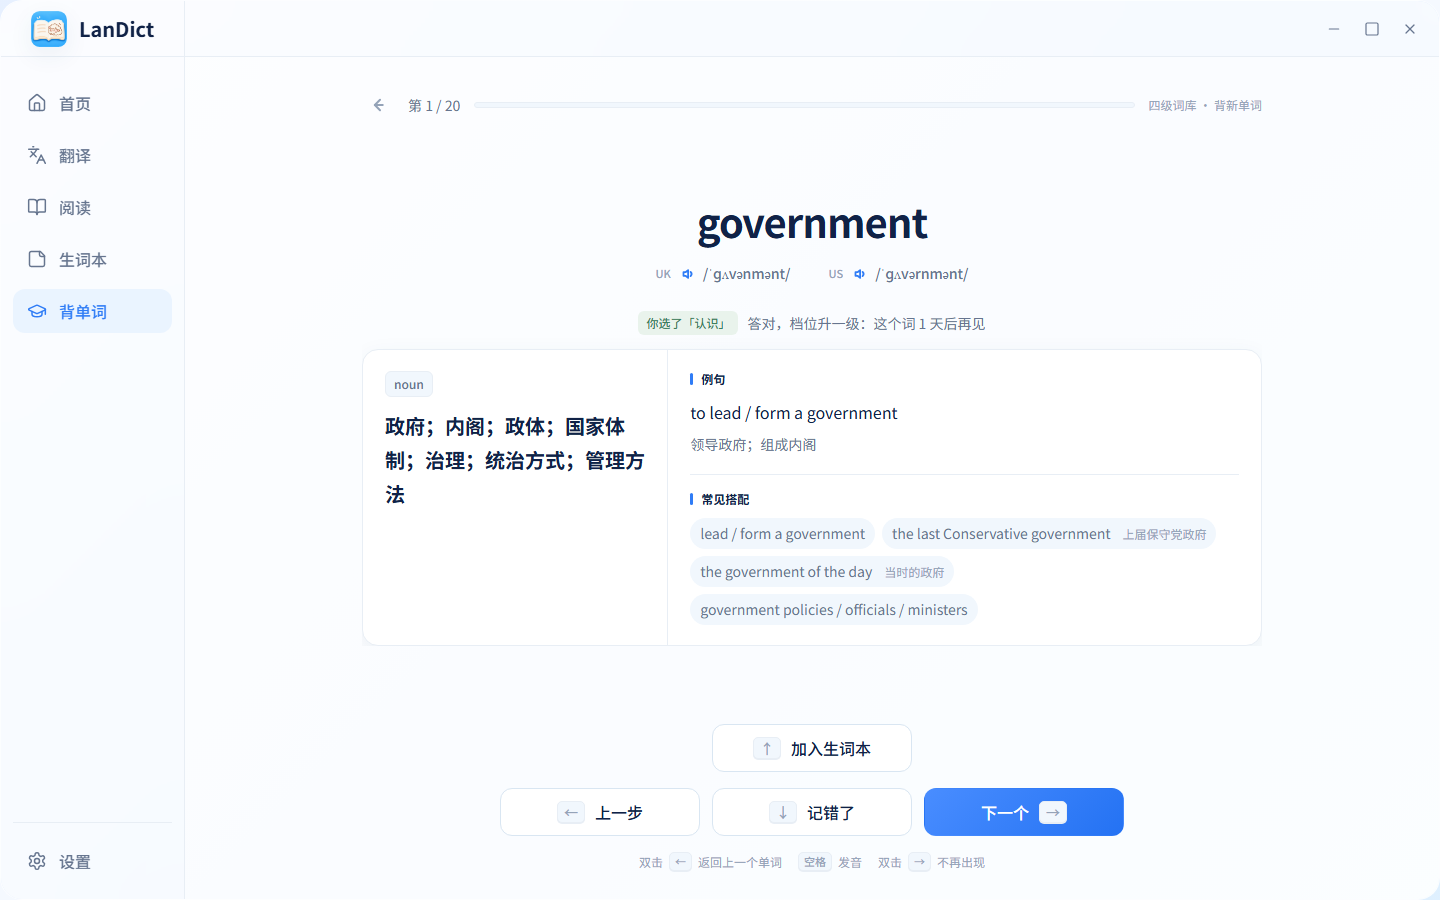 LanDict
首页
翻译
阅读
生词本
背单词
设置
第 1 / 20
四级词库 • 背新单词
government
UK /ˈɡʌvənmənt/ US /ˈɡʌvərnmənt/
你选了「认识」 答对，档位升一级：这个词 1 天后再见
noun
政府；内阁；政体；国家体
制；治理；统治方式；管理方
法
例句
to lead / form a government
领导政府；组成内阁
常见搭配
lead / form a government the last Conservative government 上届保守党政府
the government of the day 当时的政府
government policies / officials / ministers
↑ 加入生词本
← 上一步 ↓ 记错了 下一个 →
双击 ← 返回上一个单词 空格 发音 双击 → 不再出现